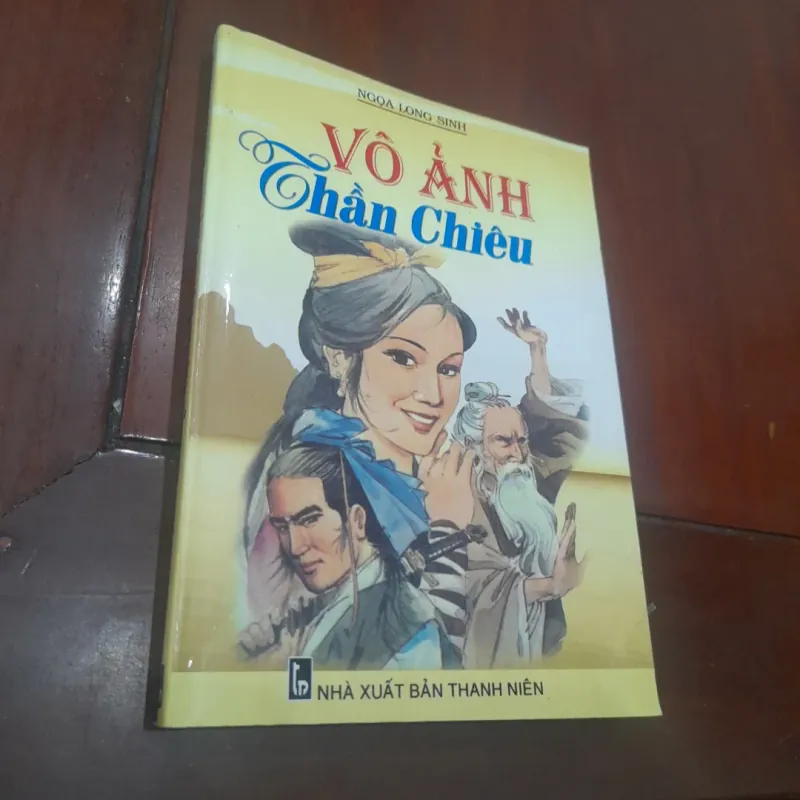 NGỌA LONG SINH
VÔ ẢNH
Thần Chiêu
NHÀ XUẤT BẢN THANH NIÊN